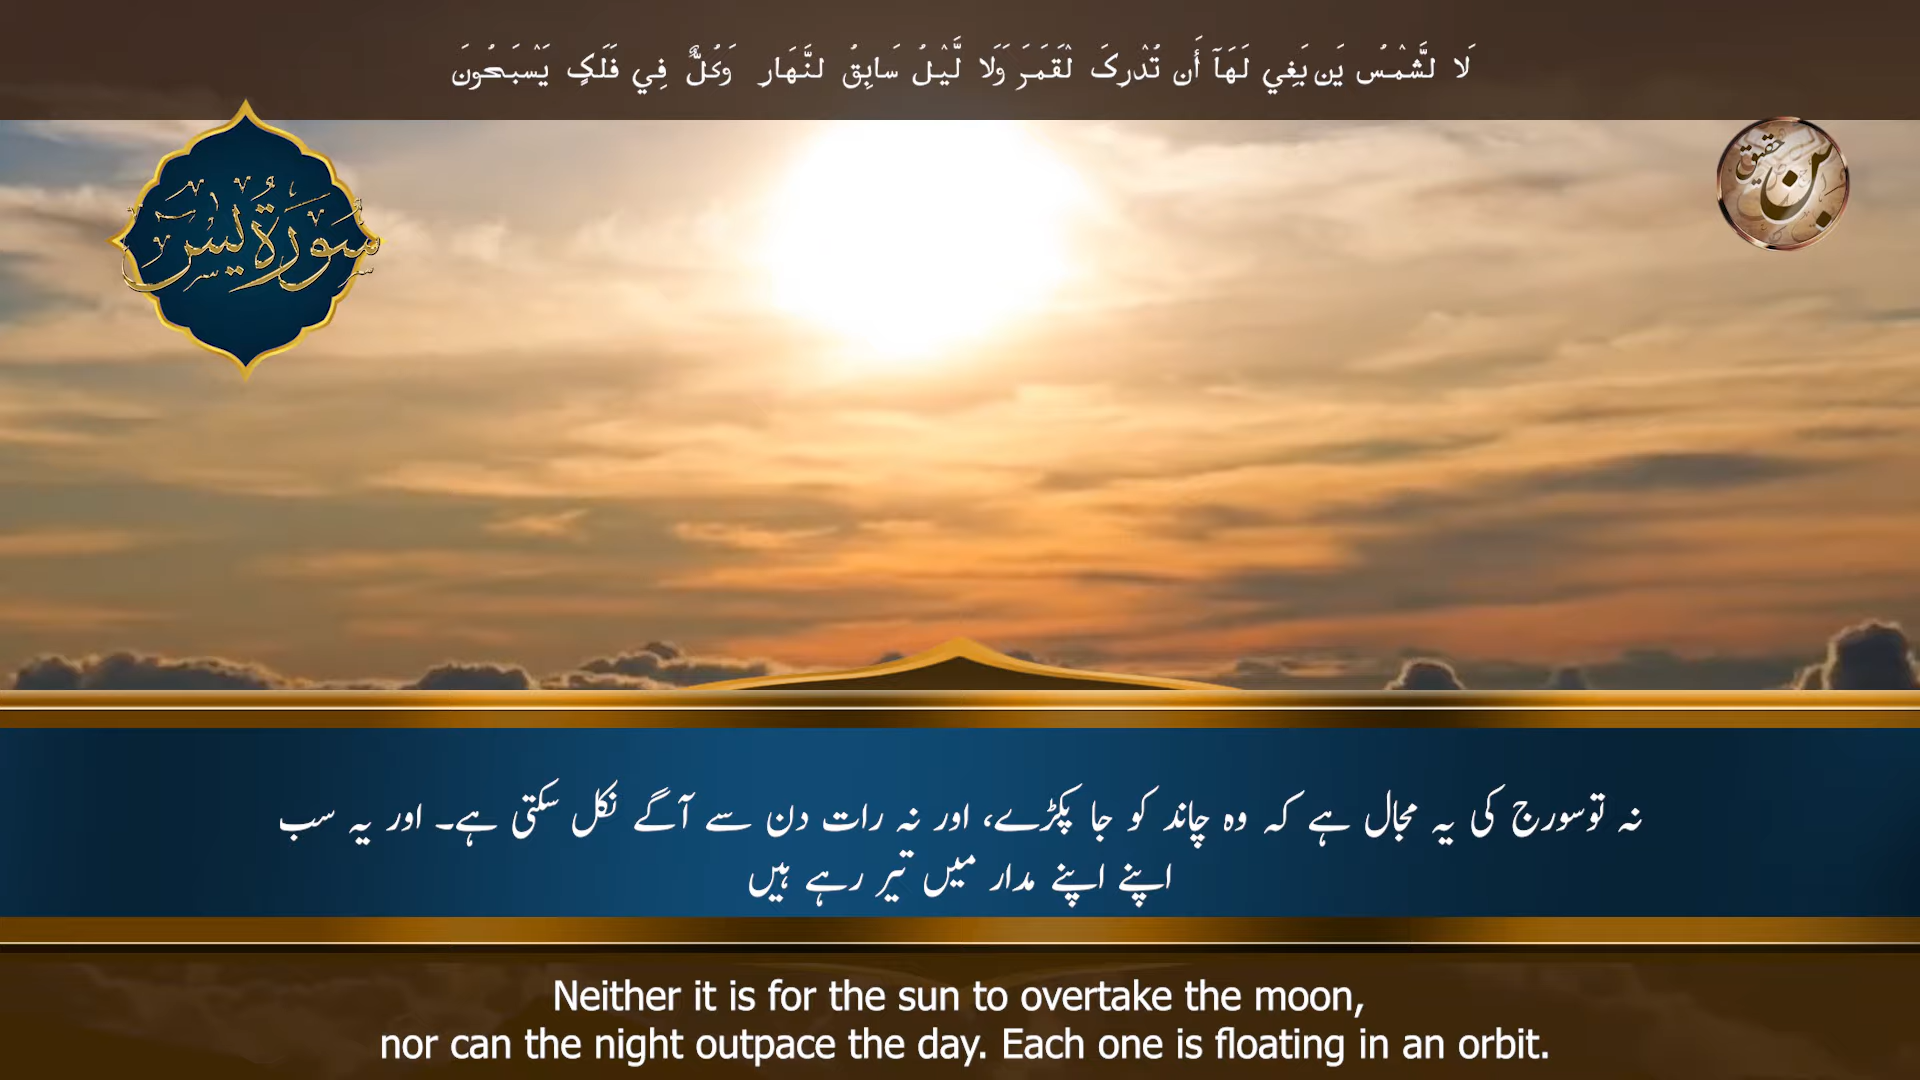 لَا لشَّمْسُ يَن بَغِي لَهَآ أَن تُدْرِكَ لْقَمَرَ وَلَا لَّيْلُ سَابِقُ لنَّهَارِ وَكُلٌّ فِي فَلَكٍ يَسْبَحُونَ
سُورَةُ يٰسٓ
حقیق
نہ توسورج کی یہ مجال ہے کہ وہ چاند کو جا پکڑے، اور نہ رات دن سے آگے نکل سکتی ہے۔ اور یہ سب
اپنے اپنے مدار میں تیر رہے ہیں
Neither it is for the sun to overtake the moon,
nor can the night outpace the day. Each one is floating in an orbit.